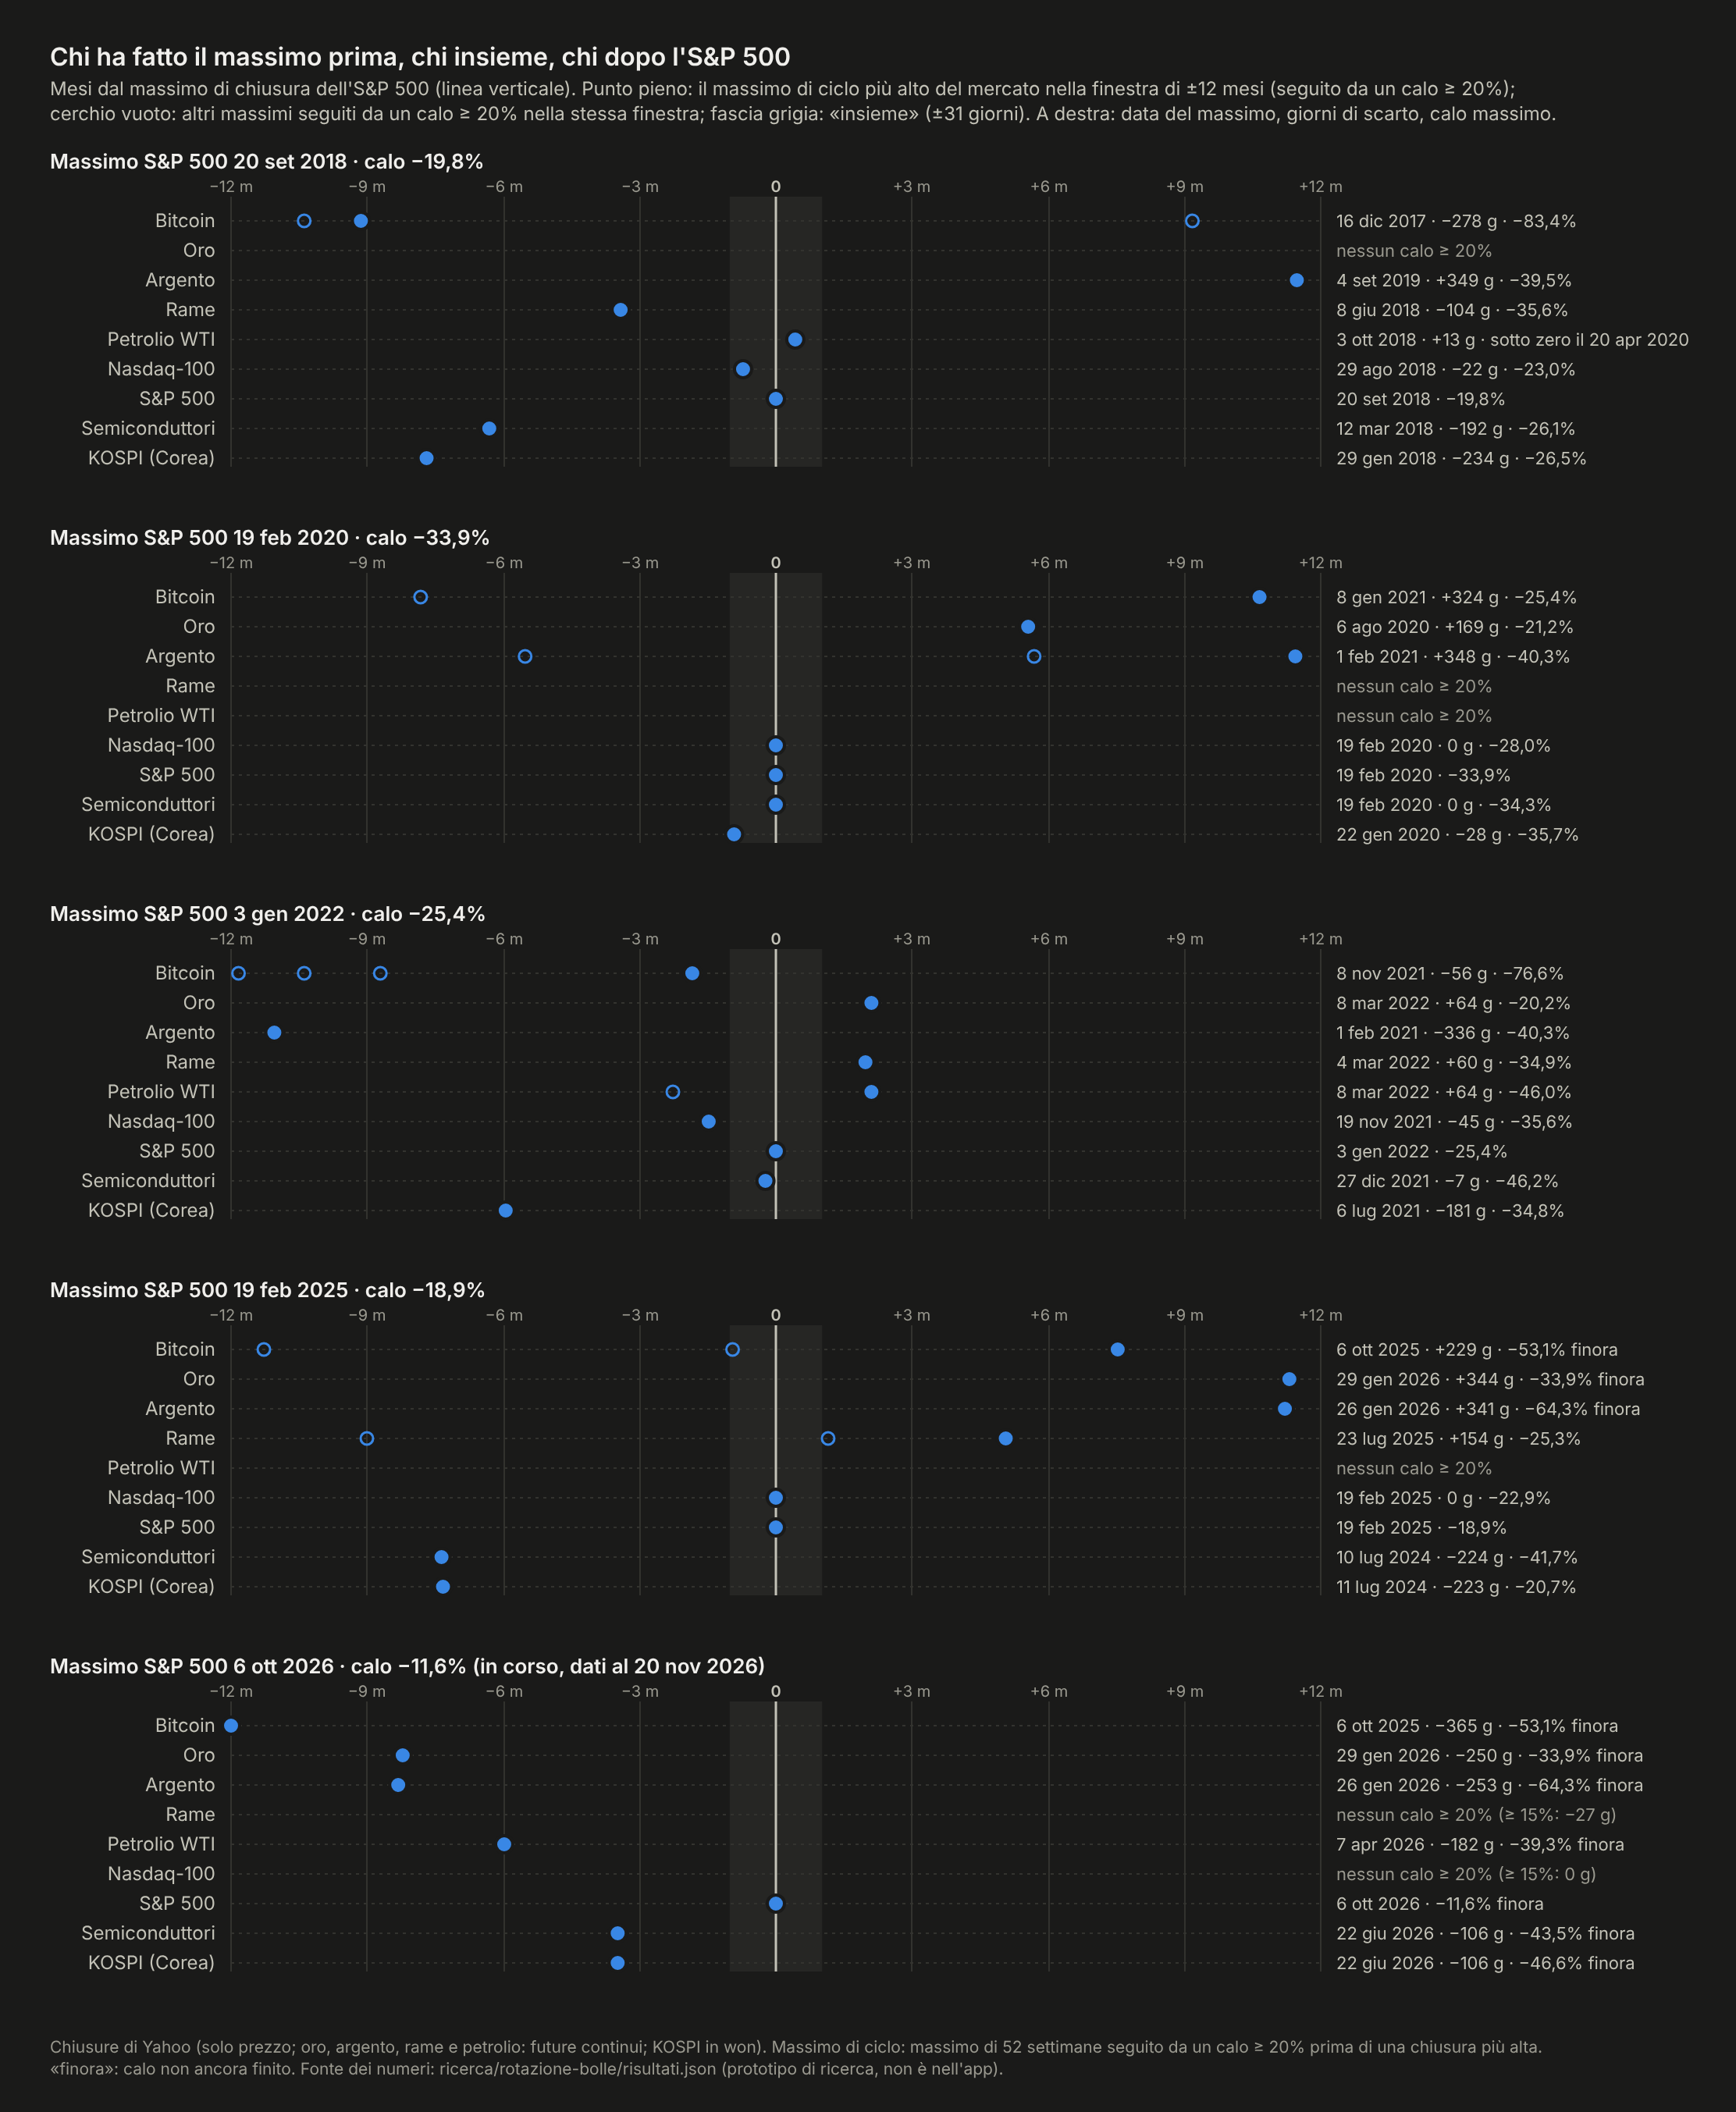 Chi ha fatto il massimo prima, chi insieme, chi dopo l'S&P 500
Mesi dal massimo di chiusura dell'S&P 500 (linea verticale). Punto pieno: il massimo di ciclo più alto del mercato nella finestra di ±12 mesi (seguito da un calo ≥ 20%);
cerchio vuoto: altri massimi seguiti da un calo ≥ 20% nella stessa finestra; fascia grigia: «insieme» (±31 giorni). A destra: data del massimo, giorni di scarto, calo massimo.
Massimo S&P 500 20 set 2018 · calo −19,8%
−12 m −9 m −6 m −3 m 0 +3 m +6 m +9 m +12 m
Bitcoin 16 dic 2017 · −278 g · −83,4%
Oro nessun calo ≥ 20%
Argento 4 set 2019 · +349 g · −39,5%
Rame 8 giu 2018 · −104 g · −35,6%
Petrolio WTI 3 ott 2018 · +13 g · sotto zero il 20 apr 2020
Nasdaq-100 29 ago 2018 · −22 g · −23,0%
S&P 500 20 set 2018 · −19,8%
Semiconduttori 12 mar 2018 · −192 g · −26,1%
KOSPI (Corea) 29 gen 2018 · −234 g · −26,5%
Massimo S&P 500 19 feb 2020 · calo −33,9%
−12 m −9 m −6 m −3 m 0 +3 m +6 m +9 m +12 m
Bitcoin 8 gen 2021 · +324 g · −25,4%
Oro 6 ago 2020 · +169 g · −21,2%
Argento 1 feb 2021 · +348 g · −40,3%
Rame nessun calo ≥ 20%
Petrolio WTI nessun calo ≥ 20%
Nasdaq-100 19 feb 2020 · 0 g · −28,0%
S&P 500 19 feb 2020 · −33,9%
Semiconduttori 19 feb 2020 · 0 g · −34,3%
KOSPI (Corea) 22 gen 2020 · −28 g · −35,7%
Massimo S&P 500 3 gen 2022 · calo −25,4%
−12 m −9 m −6 m −3 m 0 +3 m +6 m +9 m +12 m
Bitcoin 8 nov 2021 · −56 g · −76,6%
Oro 8 mar 2022 · +64 g · −20,2%
Argento 1 feb 2021 · −336 g · −40,3%
Rame 4 mar 2022 · +60 g · −34,9%
Petrolio WTI 8 mar 2022 · +64 g · −46,0%
Nasdaq-100 19 nov 2021 · −45 g · −35,6%
S&P 500 3 gen 2022 · −25,4%
Semiconduttori 27 dic 2021 · −7 g · −46,2%
KOSPI (Corea) 6 lug 2021 · −181 g · −34,8%
Massimo S&P 500 19 feb 2025 · calo −18,9%
−12 m −9 m −6 m −3 m 0 +3 m +6 m +9 m +12 m
Bitcoin 6 ott 2025 · +229 g · −53,1% finora
Oro 29 gen 2026 · +344 g · −33,9% finora
Argento 26 gen 2026 · +341 g · −64,3% finora
Rame 23 lug 2025 · +154 g · −25,3%
Petrolio WTI nessun calo ≥ 20%
Nasdaq-100 19 feb 2025 · 0 g · −22,9%
S&P 500 19 feb 2025 · −18,9%
Semiconduttori 10 lug 2024 · −224 g · −41,7%
KOSPI (Corea) 11 lug 2024 · −223 g · −20,7%
Massimo S&P 500 6 ott 2026 · calo −11,6% (in corso, dati al 20 nov 2026)
−12 m −9 m −6 m −3 m 0 +3 m +6 m +9 m +12 m
Bitcoin 6 ott 2025 · −365 g · −53,1% finora
Oro 29 gen 2026 · −250 g · −33,9% finora
Argento 26 gen 2026 · −253 g · −64,3% finora
Rame nessun calo ≥ 20% (≥ 15%: −27 g)
Petrolio WTI 7 apr 2026 · −182 g · −39,3% finora
Nasdaq-100 nessun calo ≥ 20% (≥ 15%: 0 g)
S&P 500 6 ott 2026 · −11,6% finora
Semiconduttori 22 giu 2026 · −106 g · −43,5% finora
KOSPI (Corea) 22 giu 2026 · −106 g · −46,6% finora
Chiusure di Yahoo (solo prezzo; oro, argento, rame e petrolio: future continui; KOSPI in won). Massimo di ciclo: massimo di 52 settimane seguito da un calo ≥ 20% prima di una chiusura più alta.
«finora»: calo non ancora finito. Fonte dei numeri: ricerca/rotazione-bolle/risultati.json (prototipo di ricerca, non è nell'app).